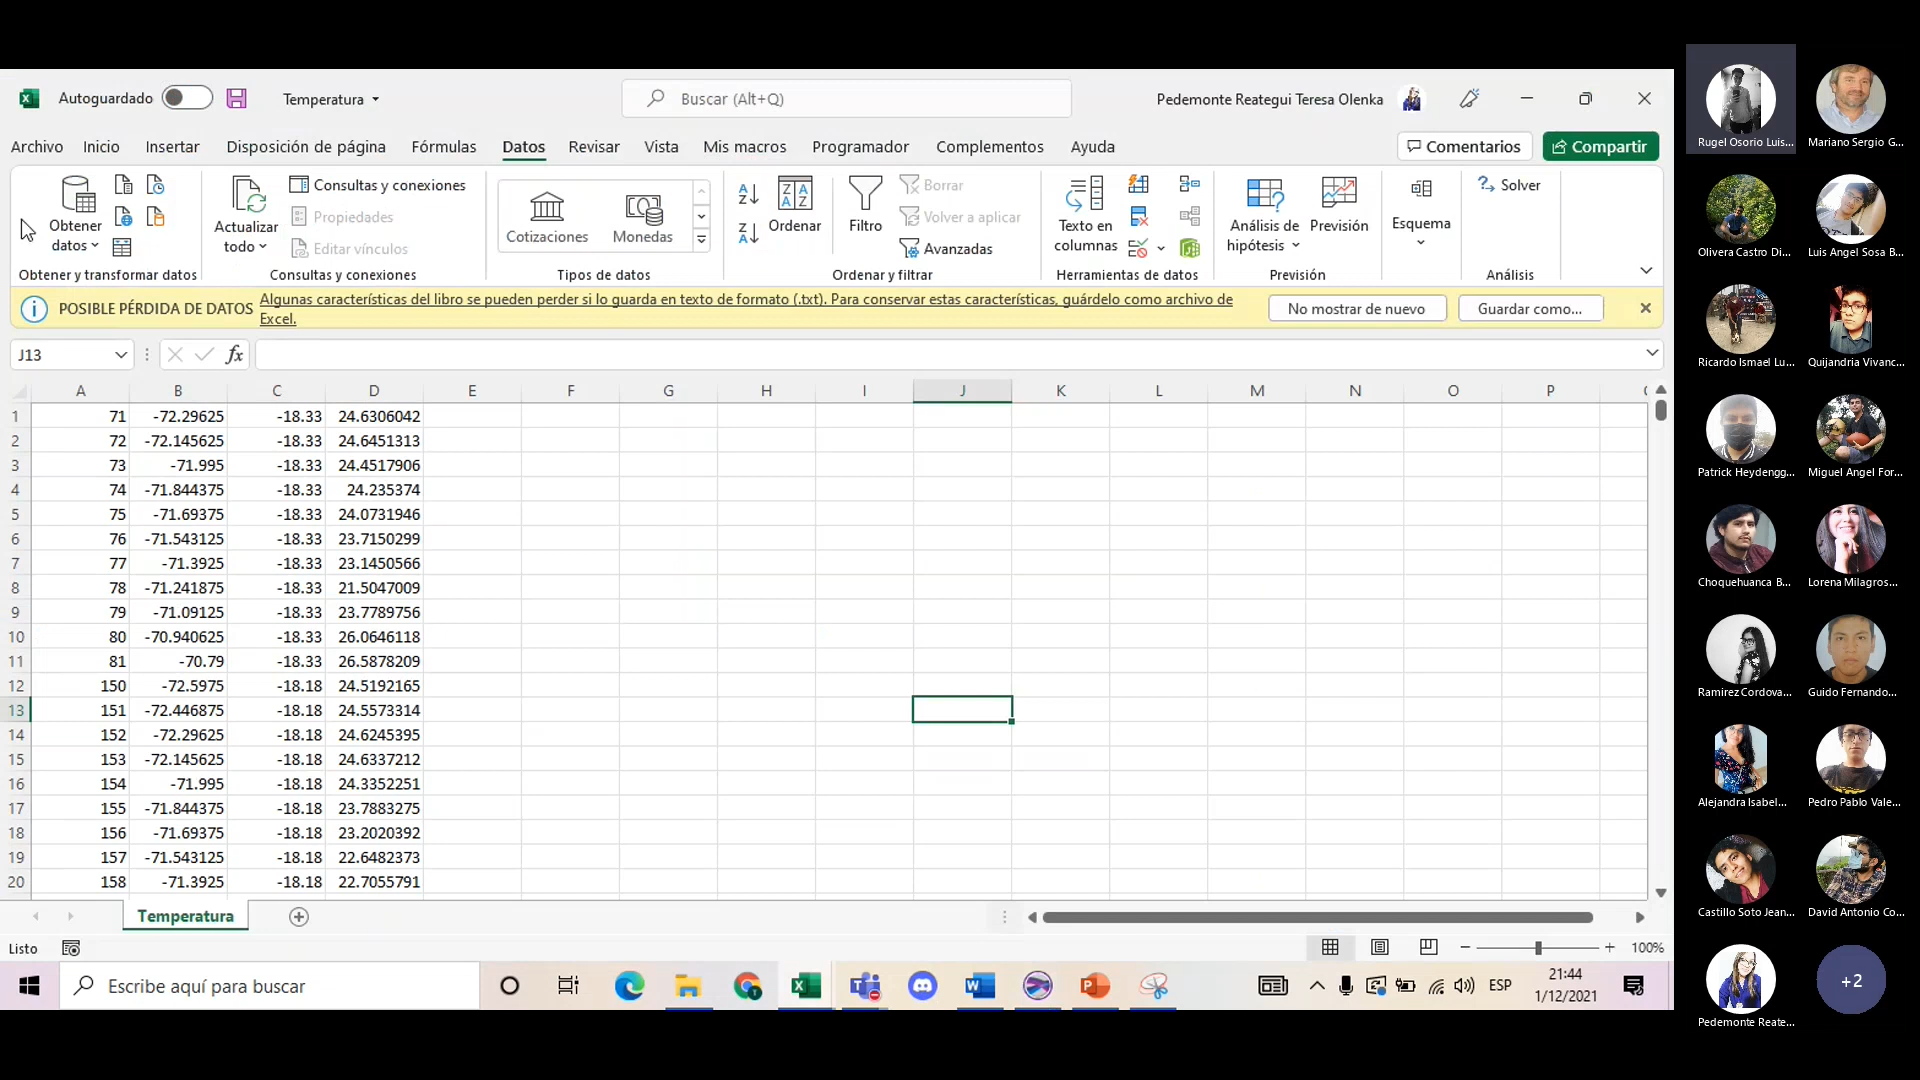 Autoguardado
Temperatura
Buscar (Alt+Q)
Pedemonte Reategui Teresa Olenka
Archivo Inicio Insertar Disposición de página Fórmulas Datos Revisar Vista Mis macros Programador Complementos Ayuda
Comentarios
Compartir
Obtener datos
Obtener y transformar datos
Actualizar todo
Consultas y conexiones
Propiedades
Editar vínculos
Consultas y conexiones
Cotizaciones Monedas
Tipos de datos
Ordenar
Filtro
Borrar
Volver a aplicar
Avanzadas
Ordenar y filtrar
Texto en columnas
Herramientas de datos
Análisis de hipótesis
Previsión
Previsión
Esquema
Solver
Análisis
POSIBLE PÉRDIDA DE DATOS Algunas características del libro se pueden perder si lo guarda en texto de formato (.txt). Para conservar estas características, guárdelo como archivo de
Excel.
No mostrar de nuevo
Guardar como...
J13
fx
A B C D E F G H I J K L M N O P
1 71 -72.29625 -18.33 24.6306042
2 72 -72.145625 -18.33 24.6451313
3 73 -71.995 -18.33 24.4517906
4 74 -71.844375 -18.33 24.235374
5 75 -71.69375 -18.33 24.0731946
6 76 -71.543125 -18.33 23.7150299
7 77 -71.3925 -18.33 23.1450566
8 78 -71.241875 -18.33 21.5047009
9 79 -71.09125 -18.33 23.7789756
10 80 -70.940625 -18.33 26.0646118
11 81 -70.79 -18.33 26.5878209
12 150 -72.5975 -18.18 24.5192165
13 151 -72.446875 -18.18 24.5573314
14 152 -72.29625 -18.18 24.6245395
15 153 -72.145625 -18.18 24.6337212
16 154 -71.995 -18.18 24.3352251
17 155 -71.844375 -18.18 23.7883275
18 156 -71.69375 -18.18 23.2020392
19 157 -71.543125 -18.18 22.6482373
20 158 -71.3925 -18.18 22.7055791
Temperatura
Listo
100%
Escribe aquí para buscar
ESP
21:44
1/12/2021
Rugel Osorio Luis...
Mariano Sergio G...
Olivera Castro Di...
Luis Angel Sosa B...
Ricardo Ismael Lu...
Quijandria Vivanc...
Patrick Heydengg...
Miguel Angel For...
Choquehuanca B...
Lorena Milagros...
Ramirez Cordova...
Guido Fernando...
Alejandra Isabel...
Pedro Pablo Vale...
Castillo Soto Jean...
David Antonio Co...
Pedemonte Reate...
+2